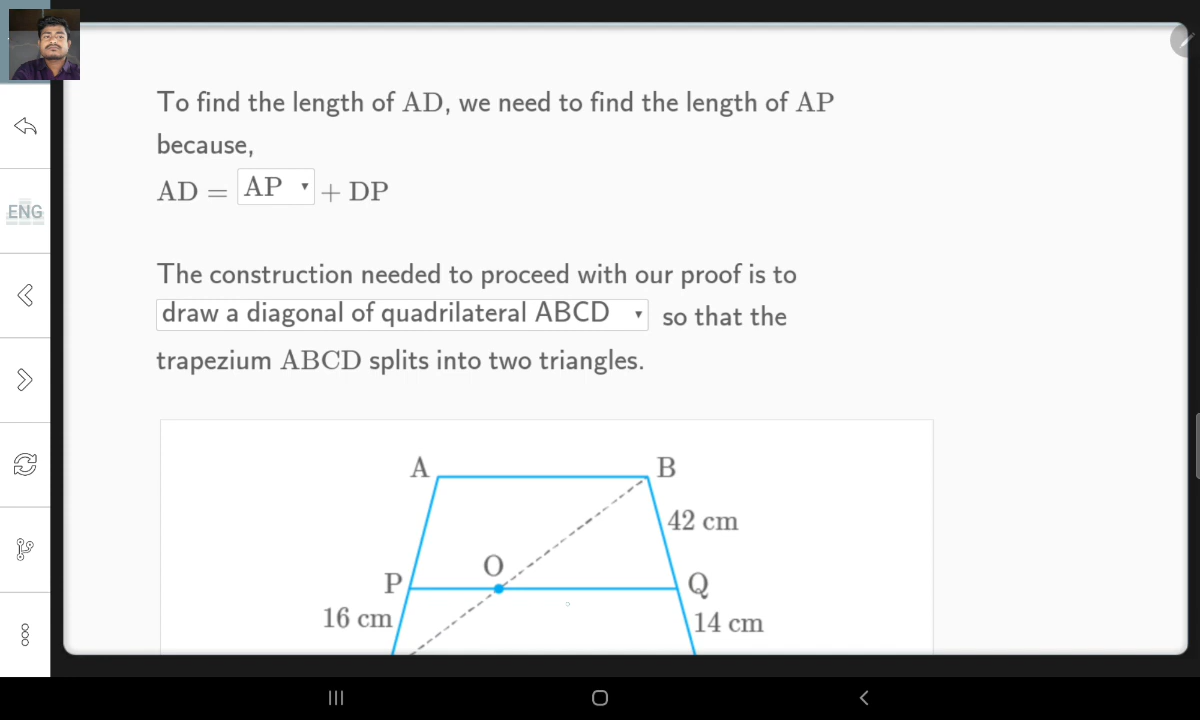 To find the length of AD, we need to find the length of AP
because,
AD = AP ▾ + DP
ENG
The construction needed to proceed with our proof is to
draw a diagonal of quadrilateral ABCD ▾ so that the
trapezium ABCD splits into two triangles.
A B
42 cm
O
P Q
16 cm 14 cm